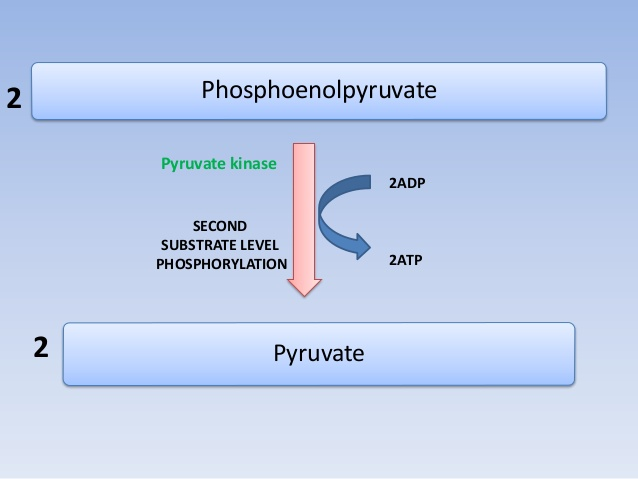 2
Phosphoenolpyruvate
Pyruvate kinase
2ADP
SECOND
SUBSTRATE LEVEL
PHOSPHORYLATION
2ATP
2
Pyruvate